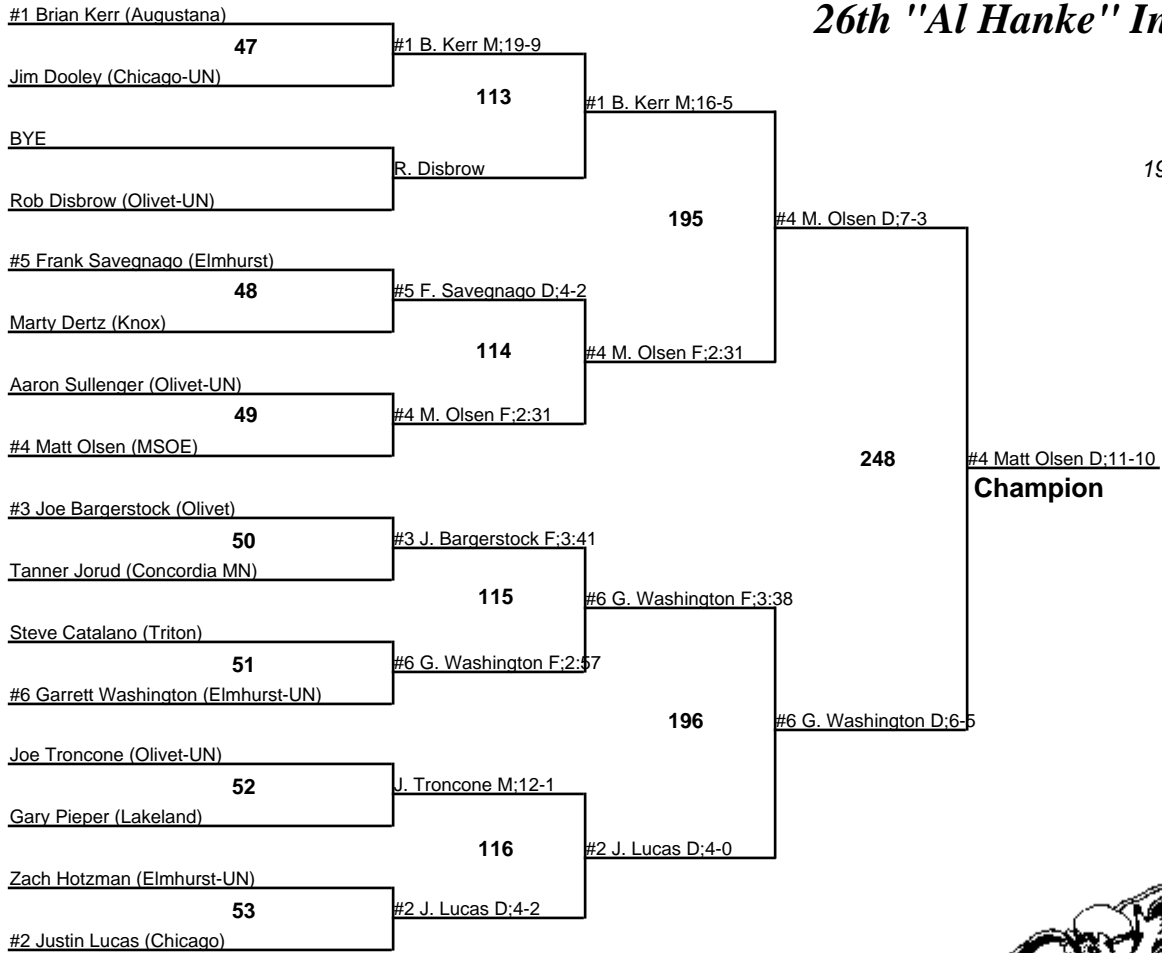 #1 Brian Kerr (Augustana)
26th "Al Hanke" In
47
#1 B. Kerr M;19-9
Jim Dooley (Chicago-UN)
113
#1 B. Kerr M;16-5
BYE
R. Disbrow
19
Rob Disbrow (Olivet-UN)
195
#4 M. Olsen D;7-3
#5 Frank Savegnago (Elmhurst)
48
#5 F. Savegnago D;4-2
Marty Dertz (Knox)
114
#4 M. Olsen F;2:31
Aaron Sullenger (Olivet-UN)
49
#4 M. Olsen F;2:31
#4 Matt Olsen (MSOE)
248
#4 Matt Olsen D;11-10
Champion
#3 Joe Bargerstock (Olivet)
50
#3 J. Bargerstock F;3:41
Tanner Jorud (Concordia MN)
115
#6 G. Washington F;3:38
Steve Catalano (Triton)
51
#6 G. Washington F;2:57
#6 Garrett Washington (Elmhurst-UN)
196
#6 G. Washington D;6-5
Joe Troncone (Olivet-UN)
52
J. Troncone M;12-1
Gary Pieper (Lakeland)
116
#2 J. Lucas D;4-0
Zach Hotzman (Elmhurst-UN)
53
#2 J. Lucas D;4-2
#2 Justin Lucas (Chicago)